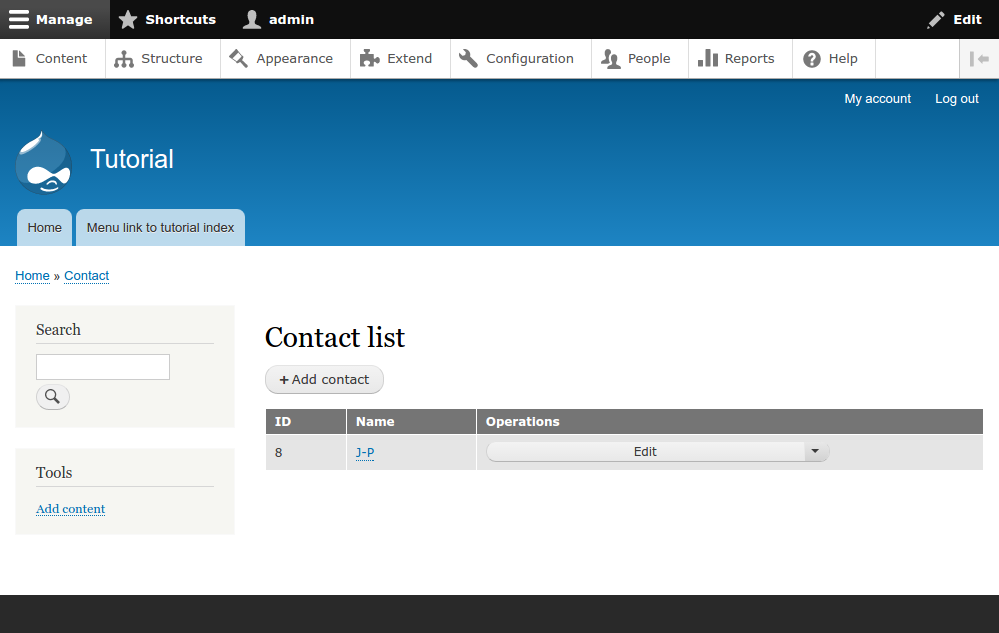 Manage Shortcuts admin Edit
Content Structure Appearance Extend Configuration People Reports Help
My account Log out
Tutorial
Home Menu link to tutorial index
Home » Contact
Search
Contact list
+ Add contact
ID Name Operations
8 J-P Edit
Tools
Add content